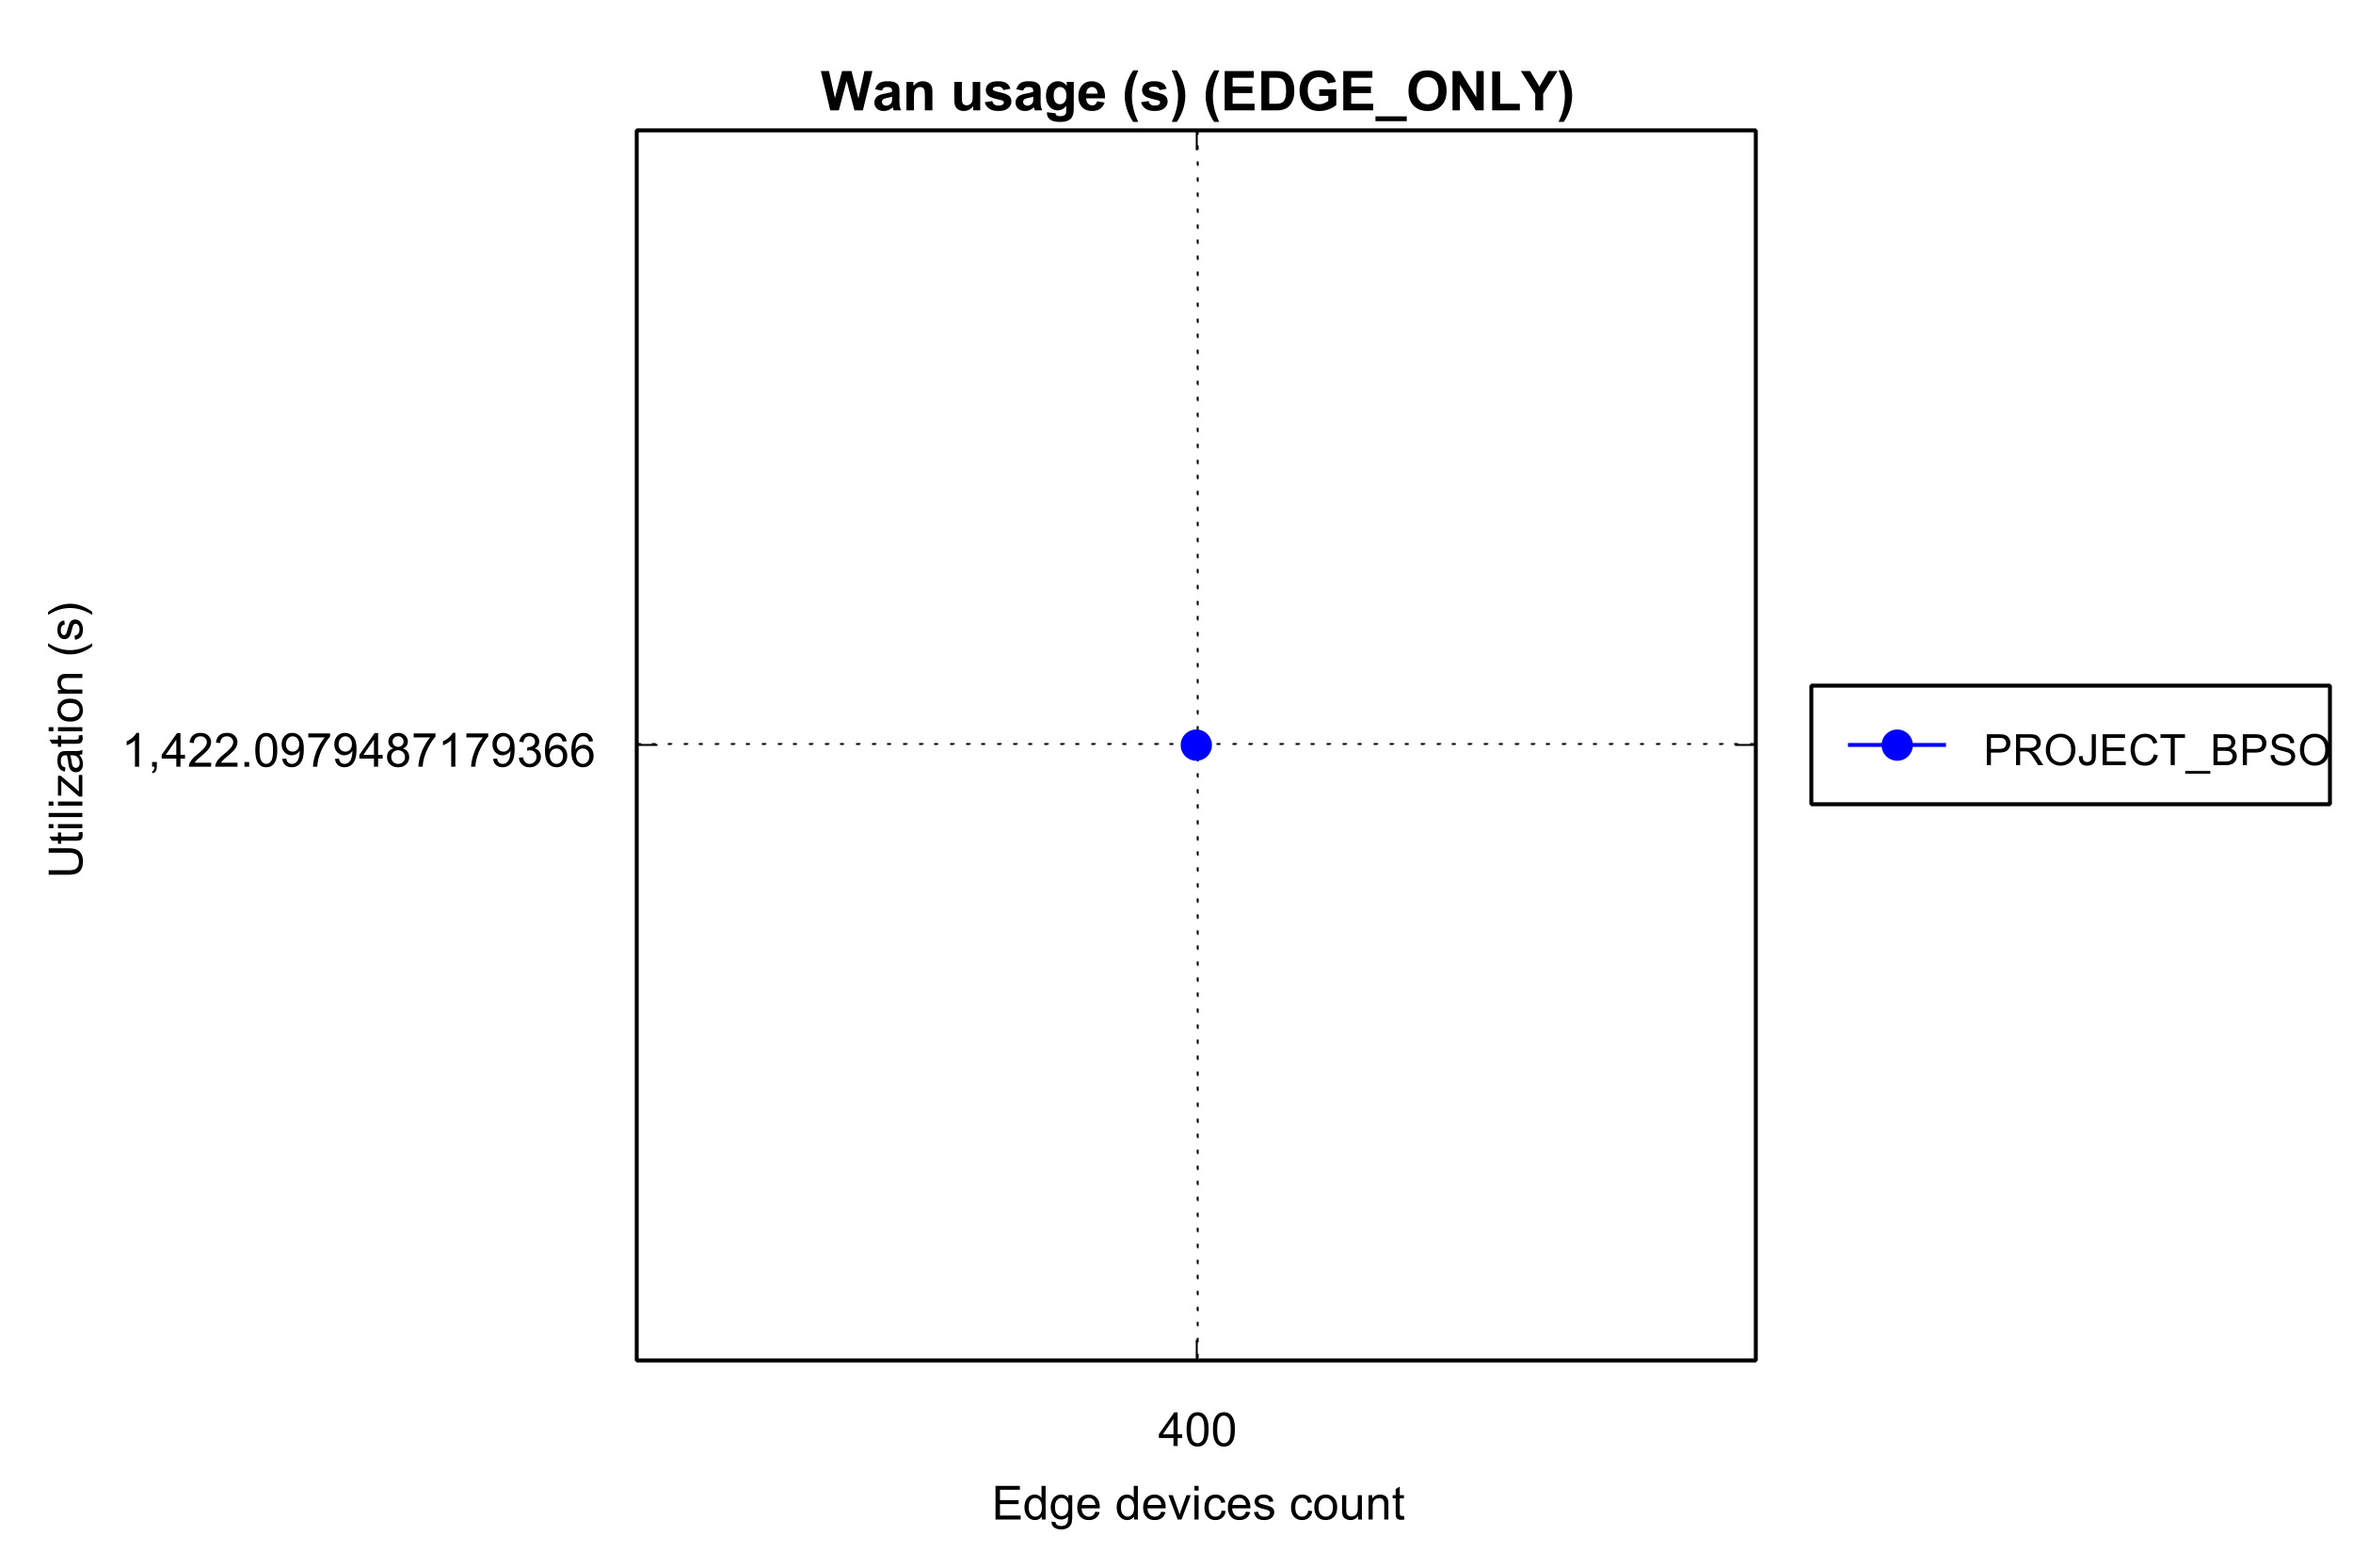 Wan usage (s) (EDGE_ONLY)
Utilization (s)
1,422.0979487179366
PROJECT_BPSO
400
Edge devices count